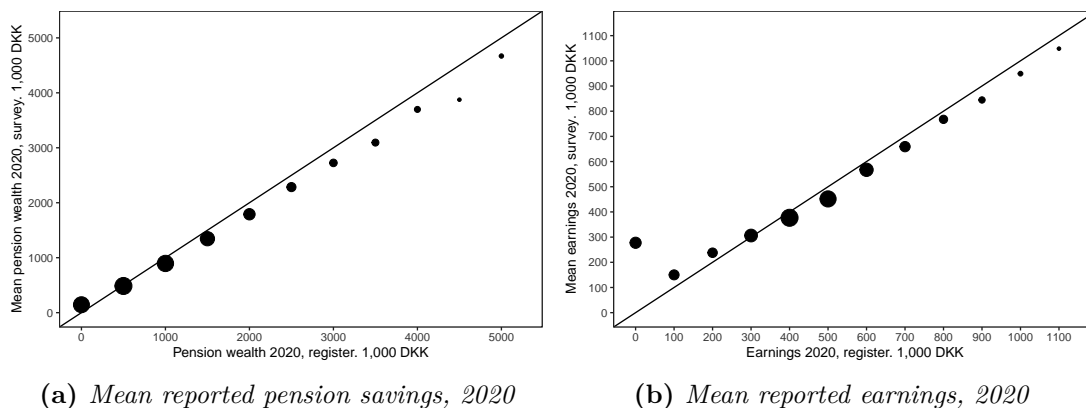 5000
4000
3000
2000
1000
0
Mean pension wealth 2020, survey. 1,000 DKK
0 1000 2000 3000 4000 5000
Pension wealth 2020, register. 1,000 DKK
(a) Mean reported pension savings, 2020
1100
1000
900
800
700
600
500
400
300
200
100
0
Mean earnings 2020, survey. 1,000 DKK
0 100 200 300 400 500 600 700 800 900 1000 1100
Earnings 2020, register. 1,000 DKK
(b) Mean reported earnings, 2020